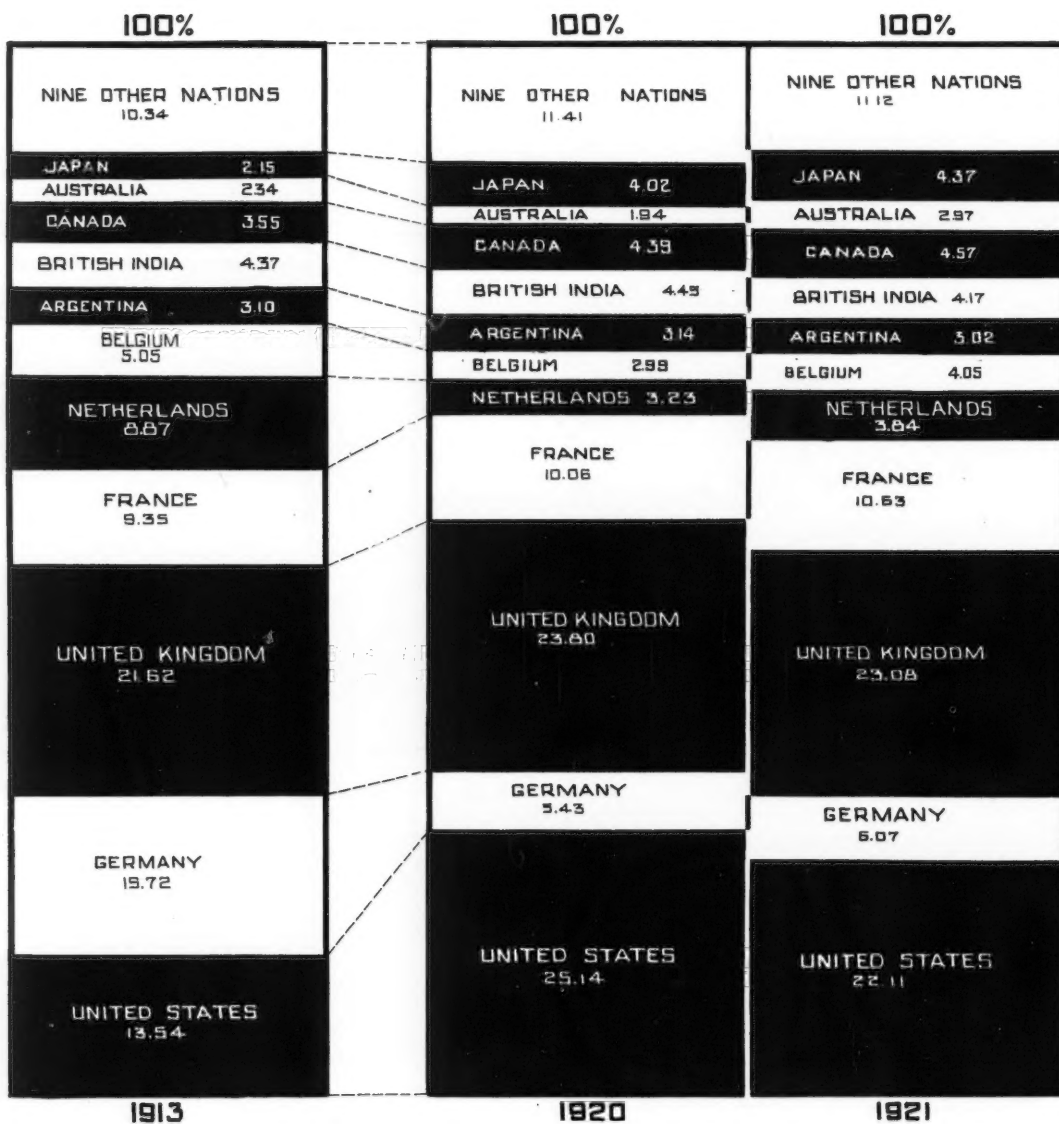 100%
NINE OTHER NATIONS
10.34
JAPAN 2.15
AUSTRALIA 234
CANADA 3.55
BRITISH INDIA 4.37
ARGENTINA 3.10
BELGIUM
5.05
NETHERLANDS
8.87
FRANCE
9.35
UNITED KINGDOM
21.62
GERMANY
15.72
UNITED STATES
13.54
1913
100%
NINE OTHER NATIONS
11.41
JAPAN 4.02
AUSTRALIA 1.94
CANADA 4.39
BRITISH INDIA 4.45
ARGENTINA 3.14
BELGIUM 2.99
NETHERLANDS 3.23
FRANCE
10.06
UNITED KINGDOM
23.80
GERMANY
5.43
UNITED STATES
25.14
1920
100%
NINE OTHER NATIONS
11.12
JAPAN 4.37
AUSTRALIA 2.97
CANADA 4.57
BRITISH INDIA 4.17
ARGENTINA 3.02
BELGIUM 4.05
NETHERLANDS
3.84
FRANCE
10.63
UNITED KINGDOM
23.08
GERMANY
6.07
UNITED STATES
22.11
1921